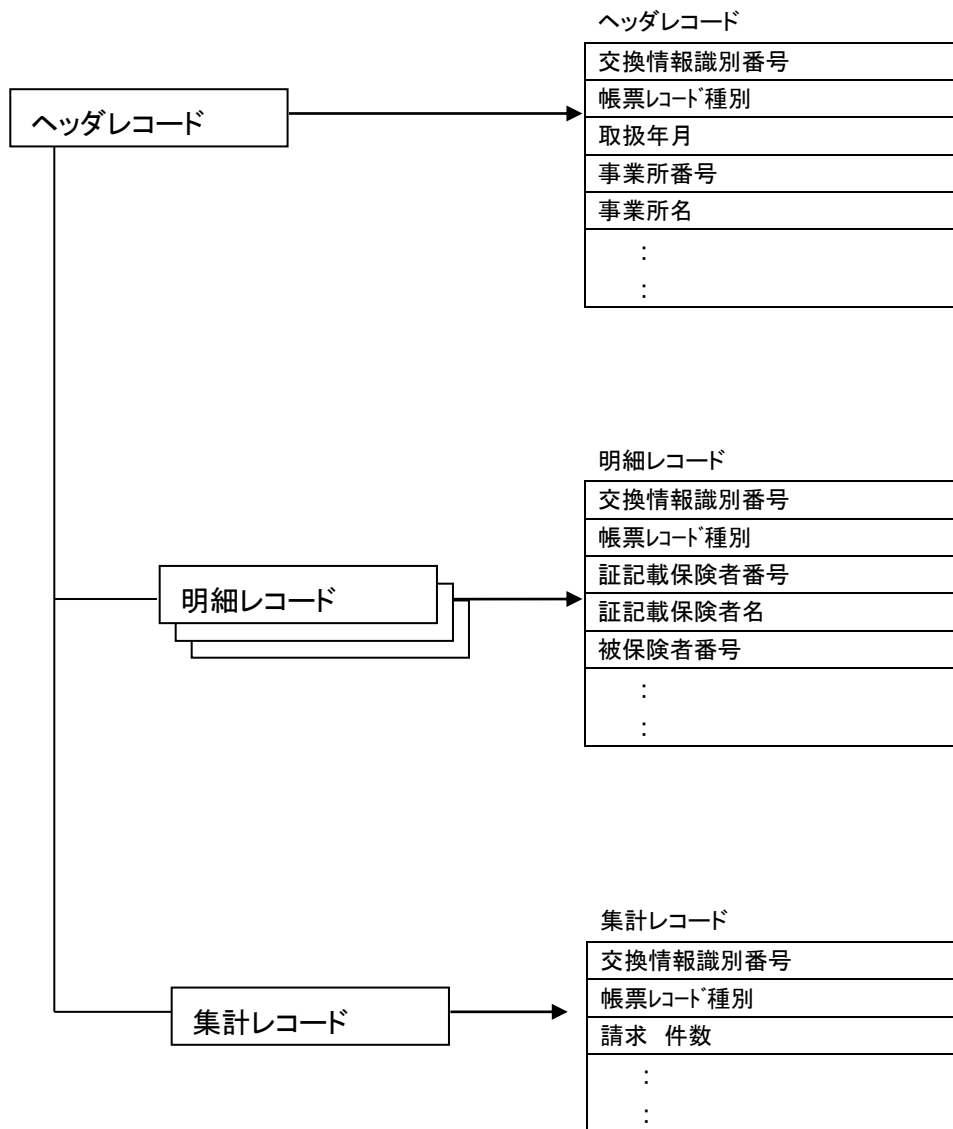 ヘッダレコード
ヘッダレコード
交換情報識別番号
帳票ﾚｺｰﾄﾞ種別
取扱年月
事業所番号
事業所名
:
:
明細レコード
明細レコード
交換情報識別番号
帳票ﾚｺｰﾄﾞ種別
証記載保険者番号
証記載保険者名
被保険者番号
:
:
集計レコード
集計レコード
交換情報識別番号
帳票ﾚｺｰﾄﾞ種別
請求　件数
:
: